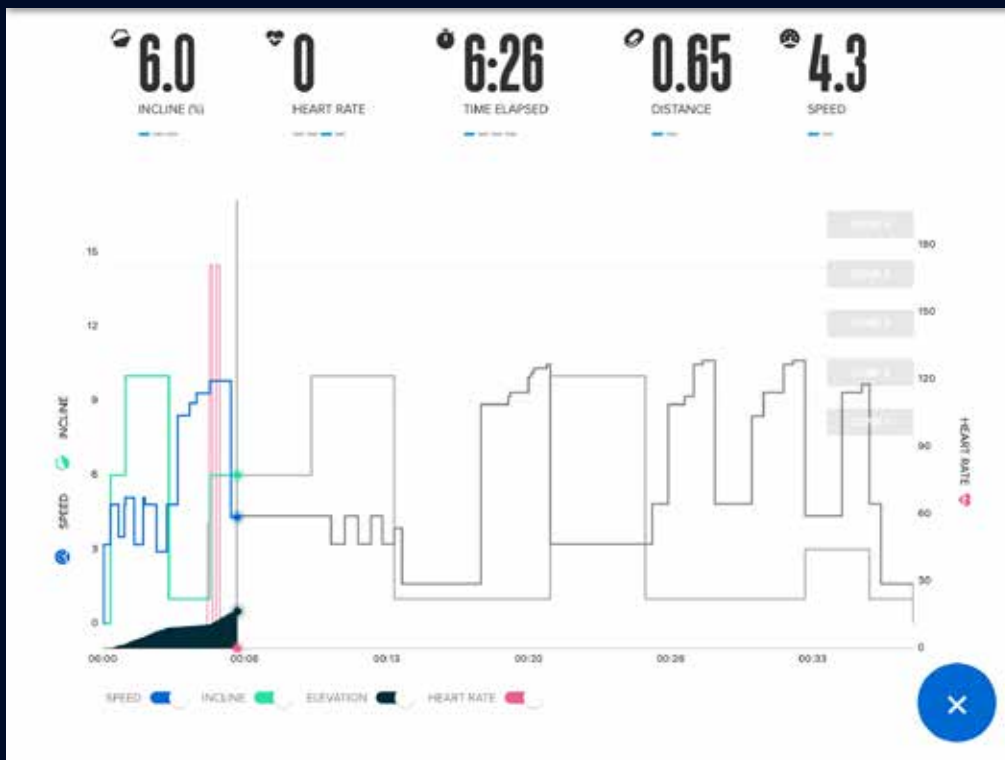 6.0
0
6:26
0.65
4.3
INCLINE (%)
HEART RATE
TIME ELAPSED
DISTANCE
SPEED
15
12
9
6
3
0
SPEED
INCLINE
180
150
120
90
60
30
0
HEART RATE
00:00
00:06
00:13
00:20
00:26
00:33
SPEED
INCLINE
ELEVATION
HEART RATE